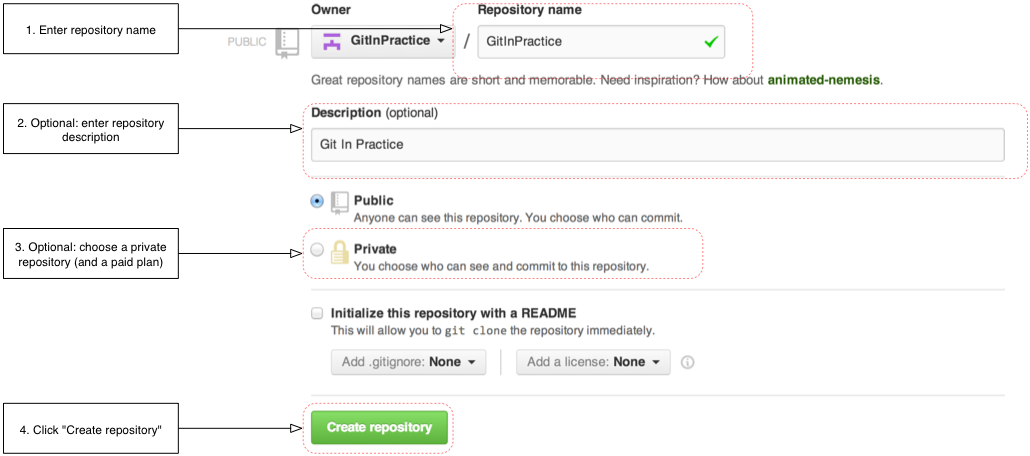 Owner
Repository name
1. Enter repository name
PUBLIC
GitInPractice
/
GitInPractice
Great repository names are short and memorable. Need inspiration? How about animated-nemesis.
2. Optional: enter repository
description
Description (optional)
Git In Practice
Public
Anyone can see this repository. You choose who can commit.
3. Optional: choose a private
repository (and a paid plan)
Private
You choose who can see and commit to this repository.
Initialize this repository with a README
This will allow you to git clone the repository immediately.
Add .gitignore: None
Add a license: None
4. Click "Create repository"
Create repository